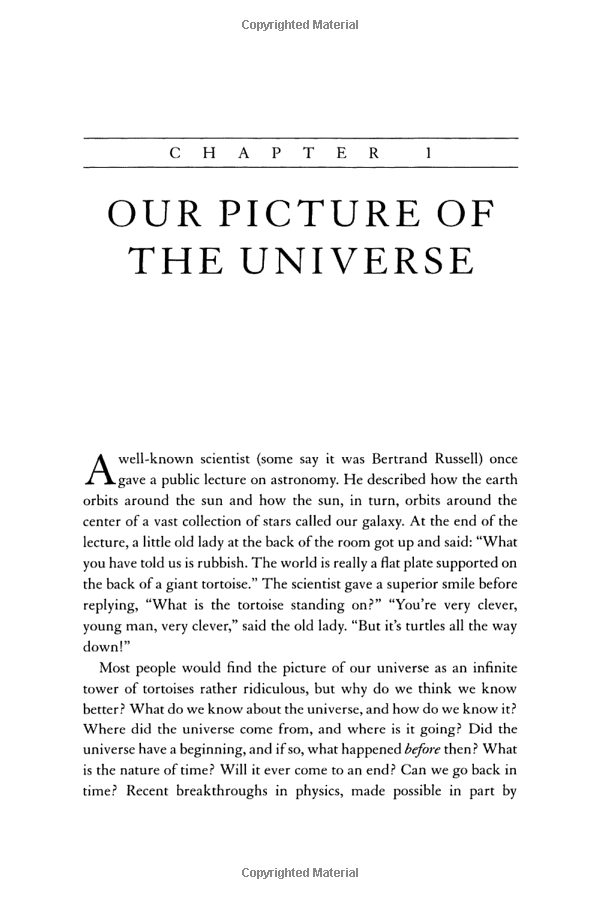 Copyrighted Material
CHAPTER 1
OUR PICTURE OF
THE UNIVERSE
A well-known scientist (some say it was Bertrand Russell) once
gave a public lecture on astronomy. He described how the earth
orbits around the sun and how the sun, in turn, orbits around the
center of a vast collection of stars called our galaxy. At the end of the
lecture, a little old lady at the back of the room got up and said: “What
you have told us is rubbish. The world is really a flat plate supported on
the back of a giant tortoise.” The scientist gave a superior smile before
replying, “What is the tortoise standing on?” “You’re very clever,
young man, very clever,” said the old lady. “But it’s turtles all the way
down!”
Most people would find the picture of our universe as an infinite
tower of tortoises rather ridiculous, but why do we think we know
better? What do we know about the universe, and how do we know it?
Where did the universe come from, and where is it going? Did the
universe have a beginning, and if so, what happened before then? What
is the nature of time? Will it ever come to an end? Can we go back in
time? Recent breakthroughs in physics, made possible in part by
Copyrighted Material